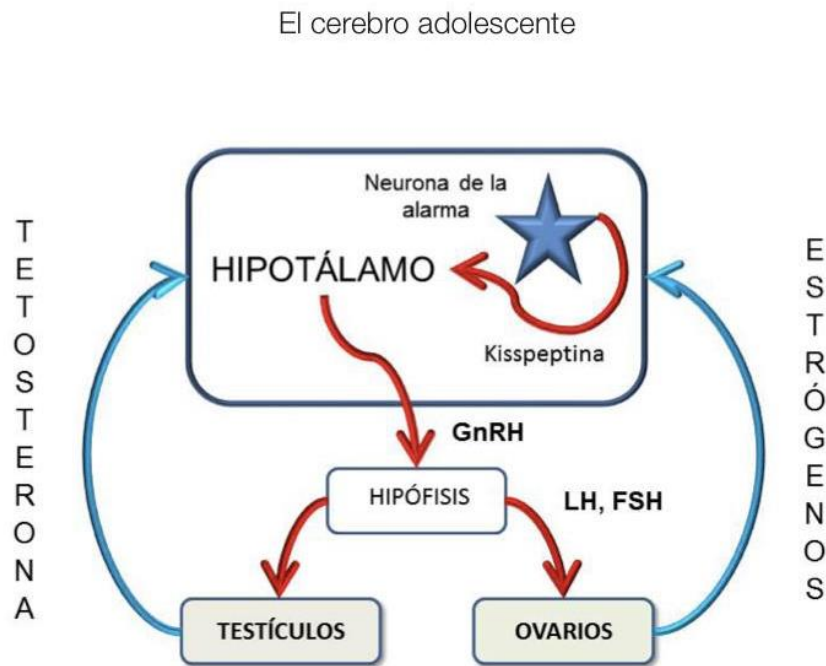 El cerebro adolescente
Neurona de la
alarma
HIPOTÁLAMO
Kisspeptina
TETOSTERONA
ESTRÓGENOS
GnRH
HIPÓFISIS
LH, FSH
TESTÍCULOS
OVARIOS